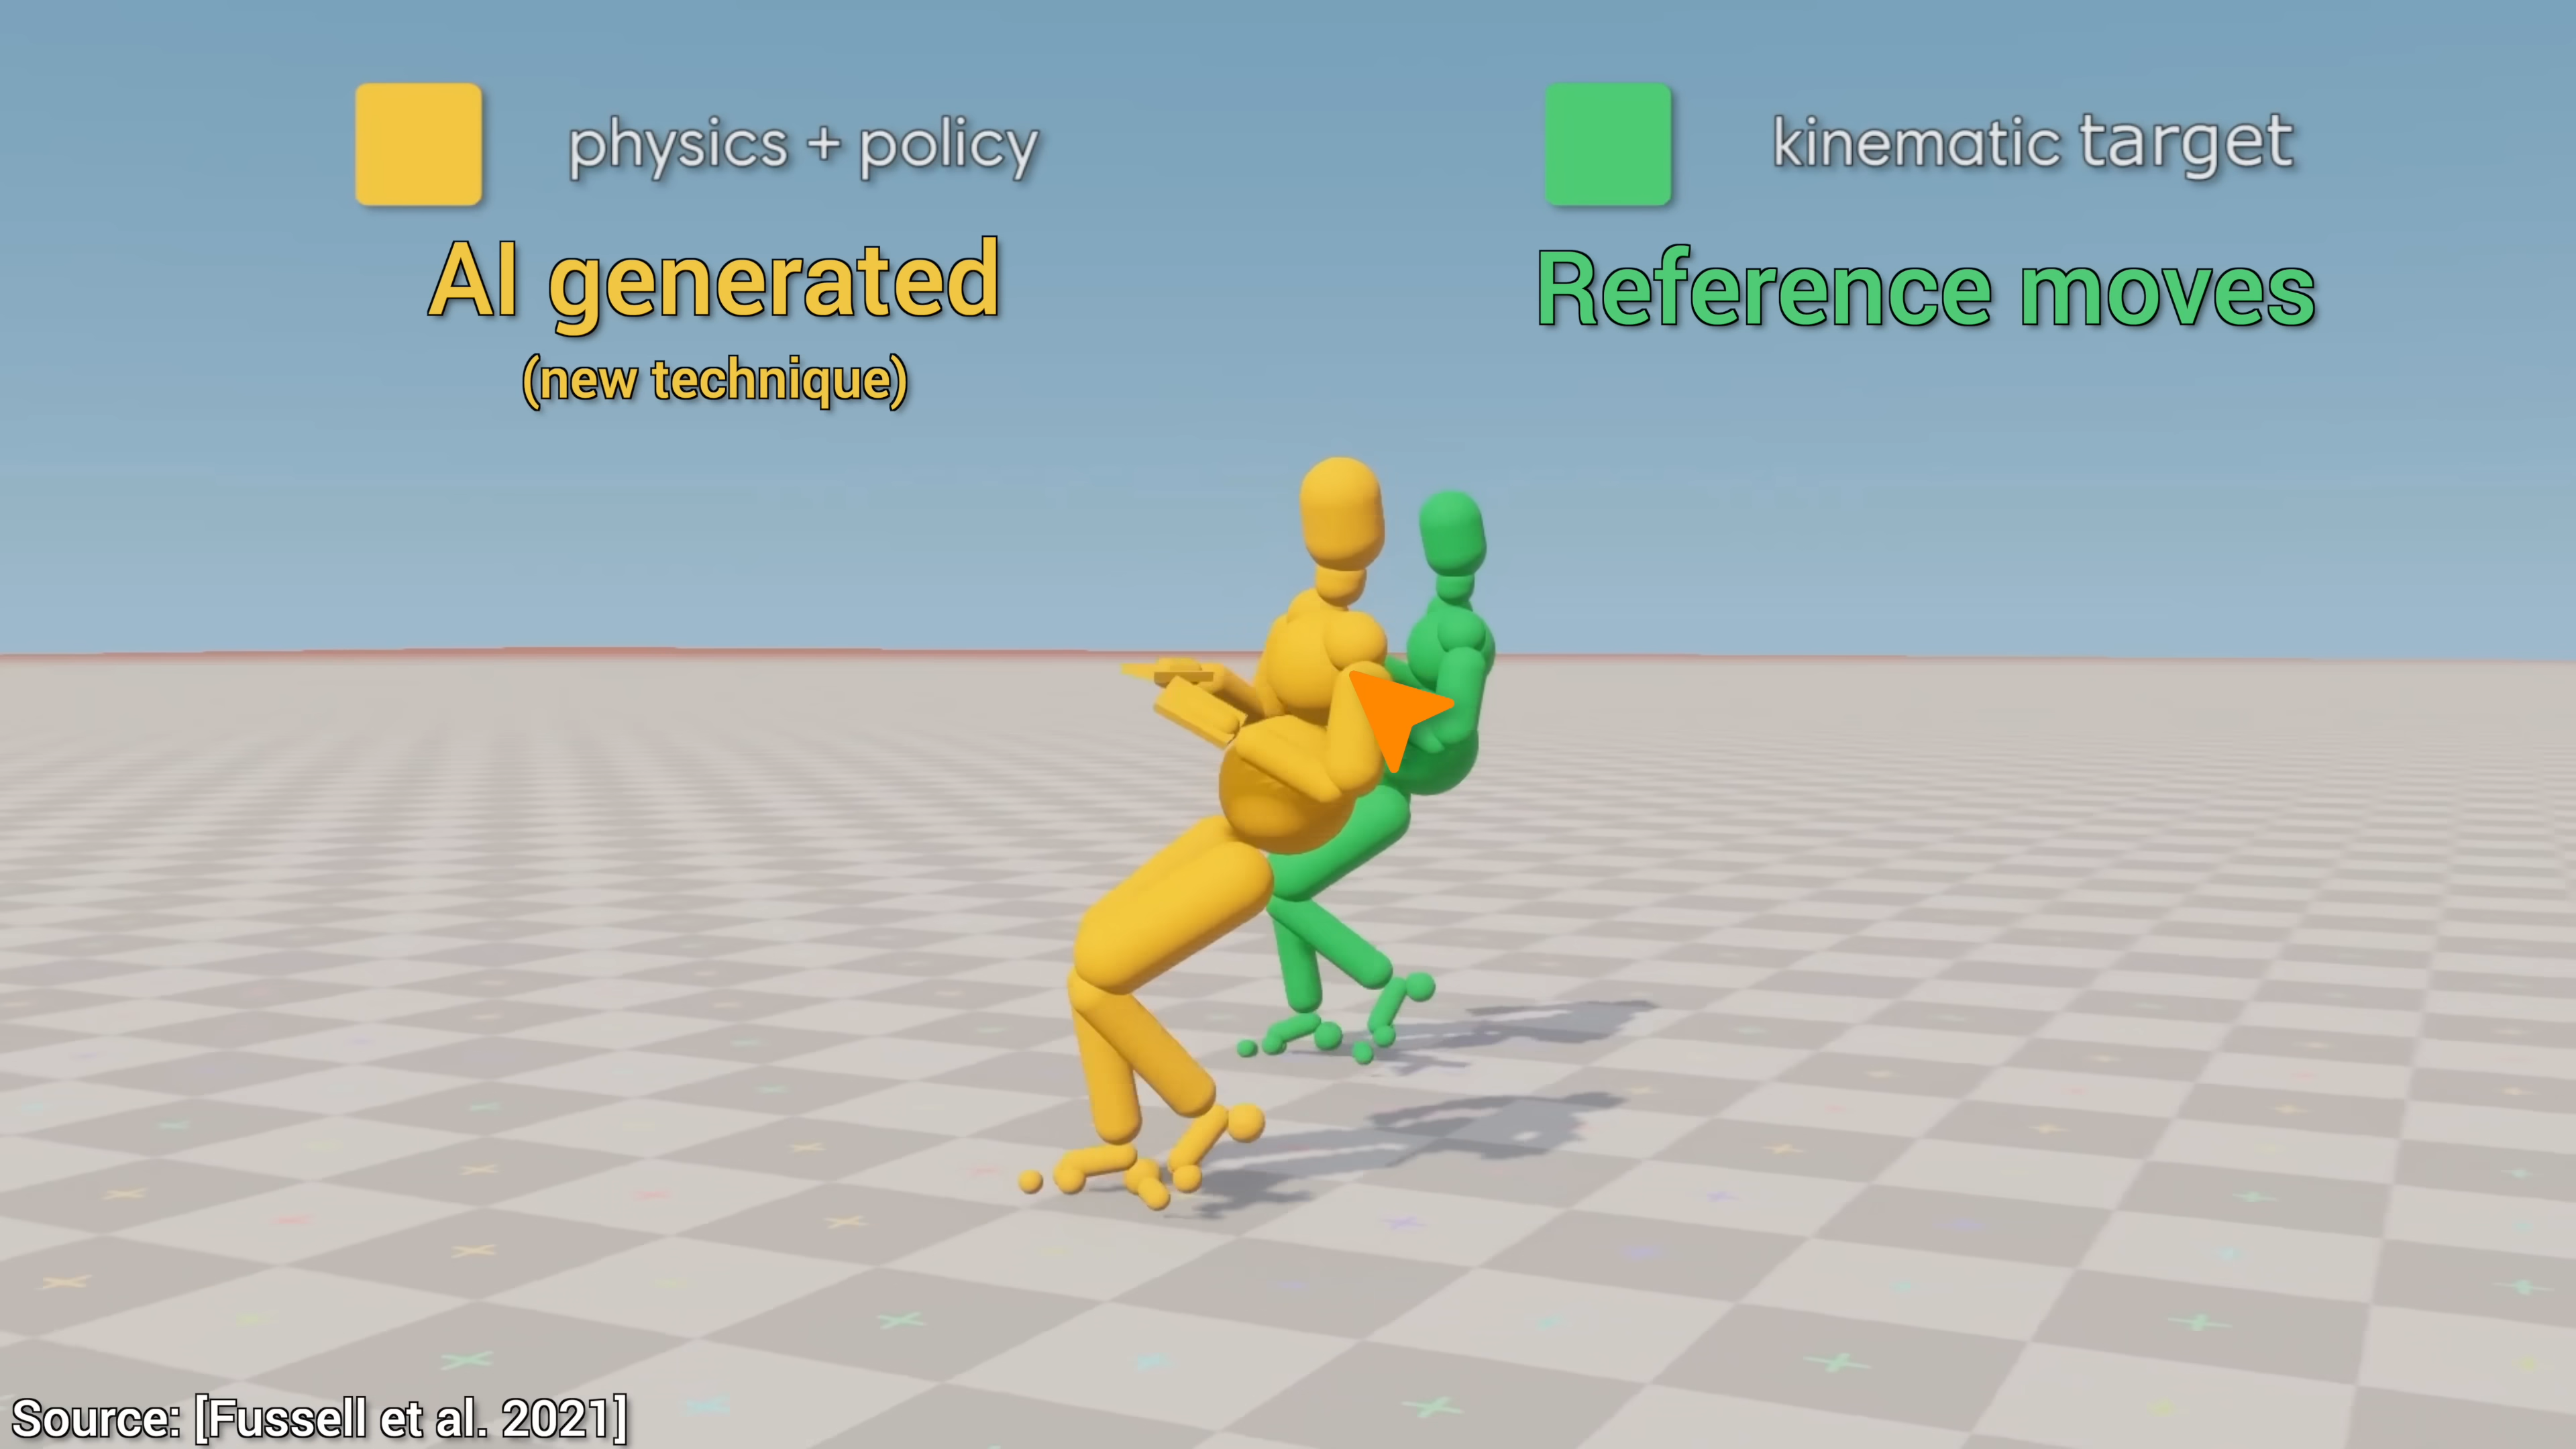 physics + policy
AI generated
(new technique)
kinematic target
Reference moves
Source: [Fussell et al. 2021]